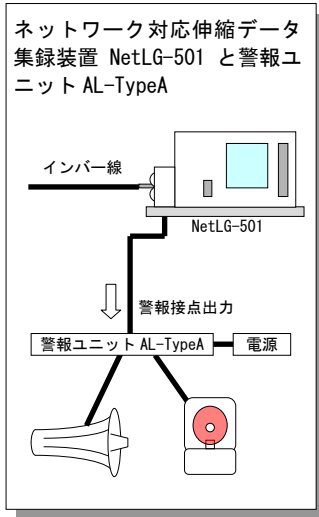 ネットワーク対応伸縮データ
集録装置 NetLG-501 と警報ユ
ニット AL-TypeA
インバー線
NetLG-501
警報接点出力
警報ユニット AL-TypeA
電源